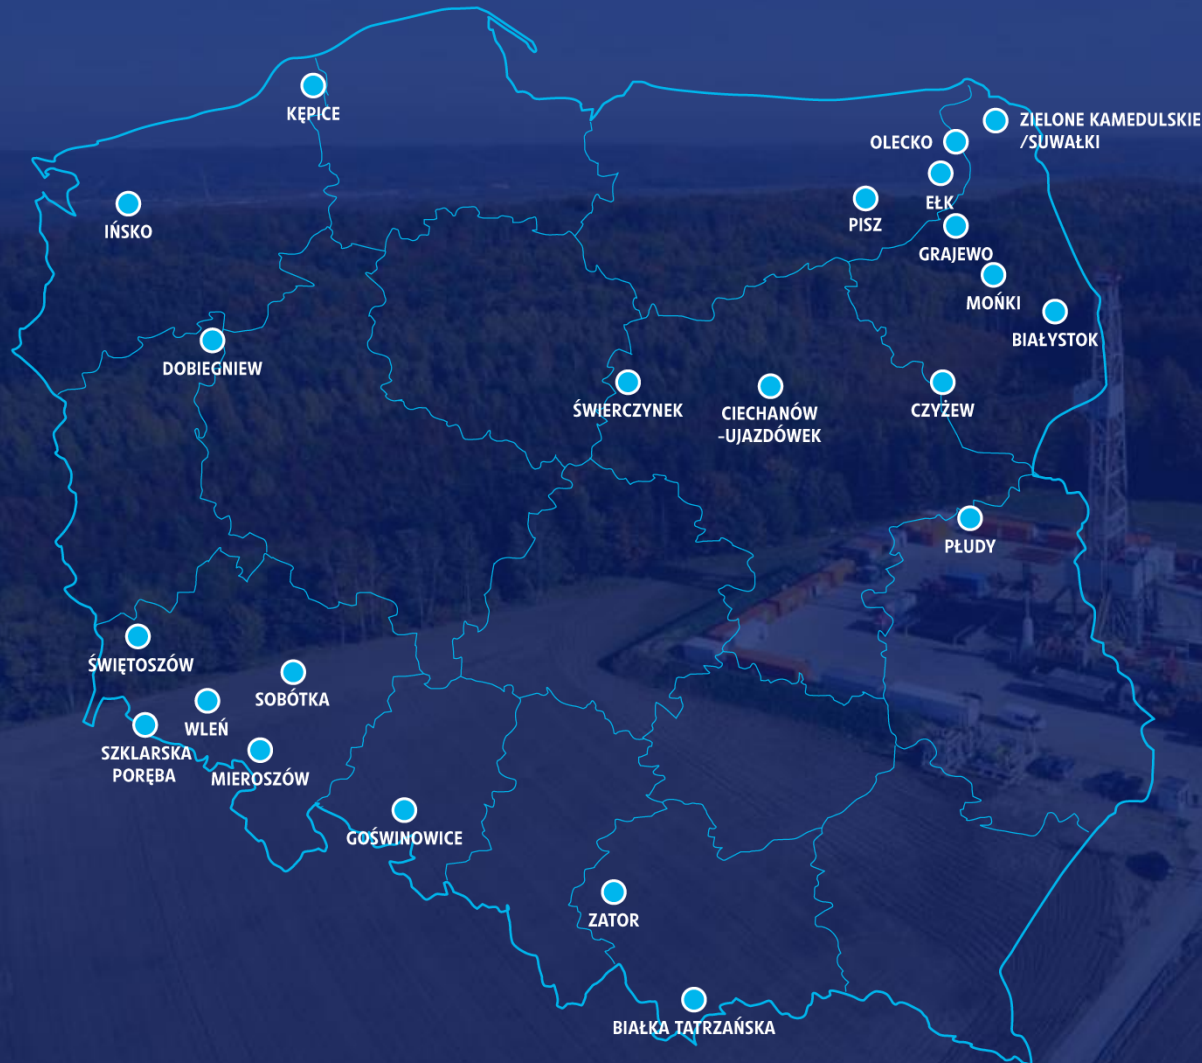 KĘPICE
ZIELONE KAMEDULSKIE
/SUWAŁKI
OLECKO
EŁK
PISZ
IŃSKO
GRAJEWO
MOŃKI
BIAŁYSTOK
DOBIEGNIEW
ŚWIERCZYNEK
CIECHANÓW
-UJAZDÓWEK
CZYŻEW
PŁUDY
ŚWIĘTOSZÓW
SOBÓTKA
WLEŃ
SZKLARSKA
PORĘBA
MIEROSZÓW
GOŚWINOWICE
ZATOR
BIAŁKA TATRZAŃSKA